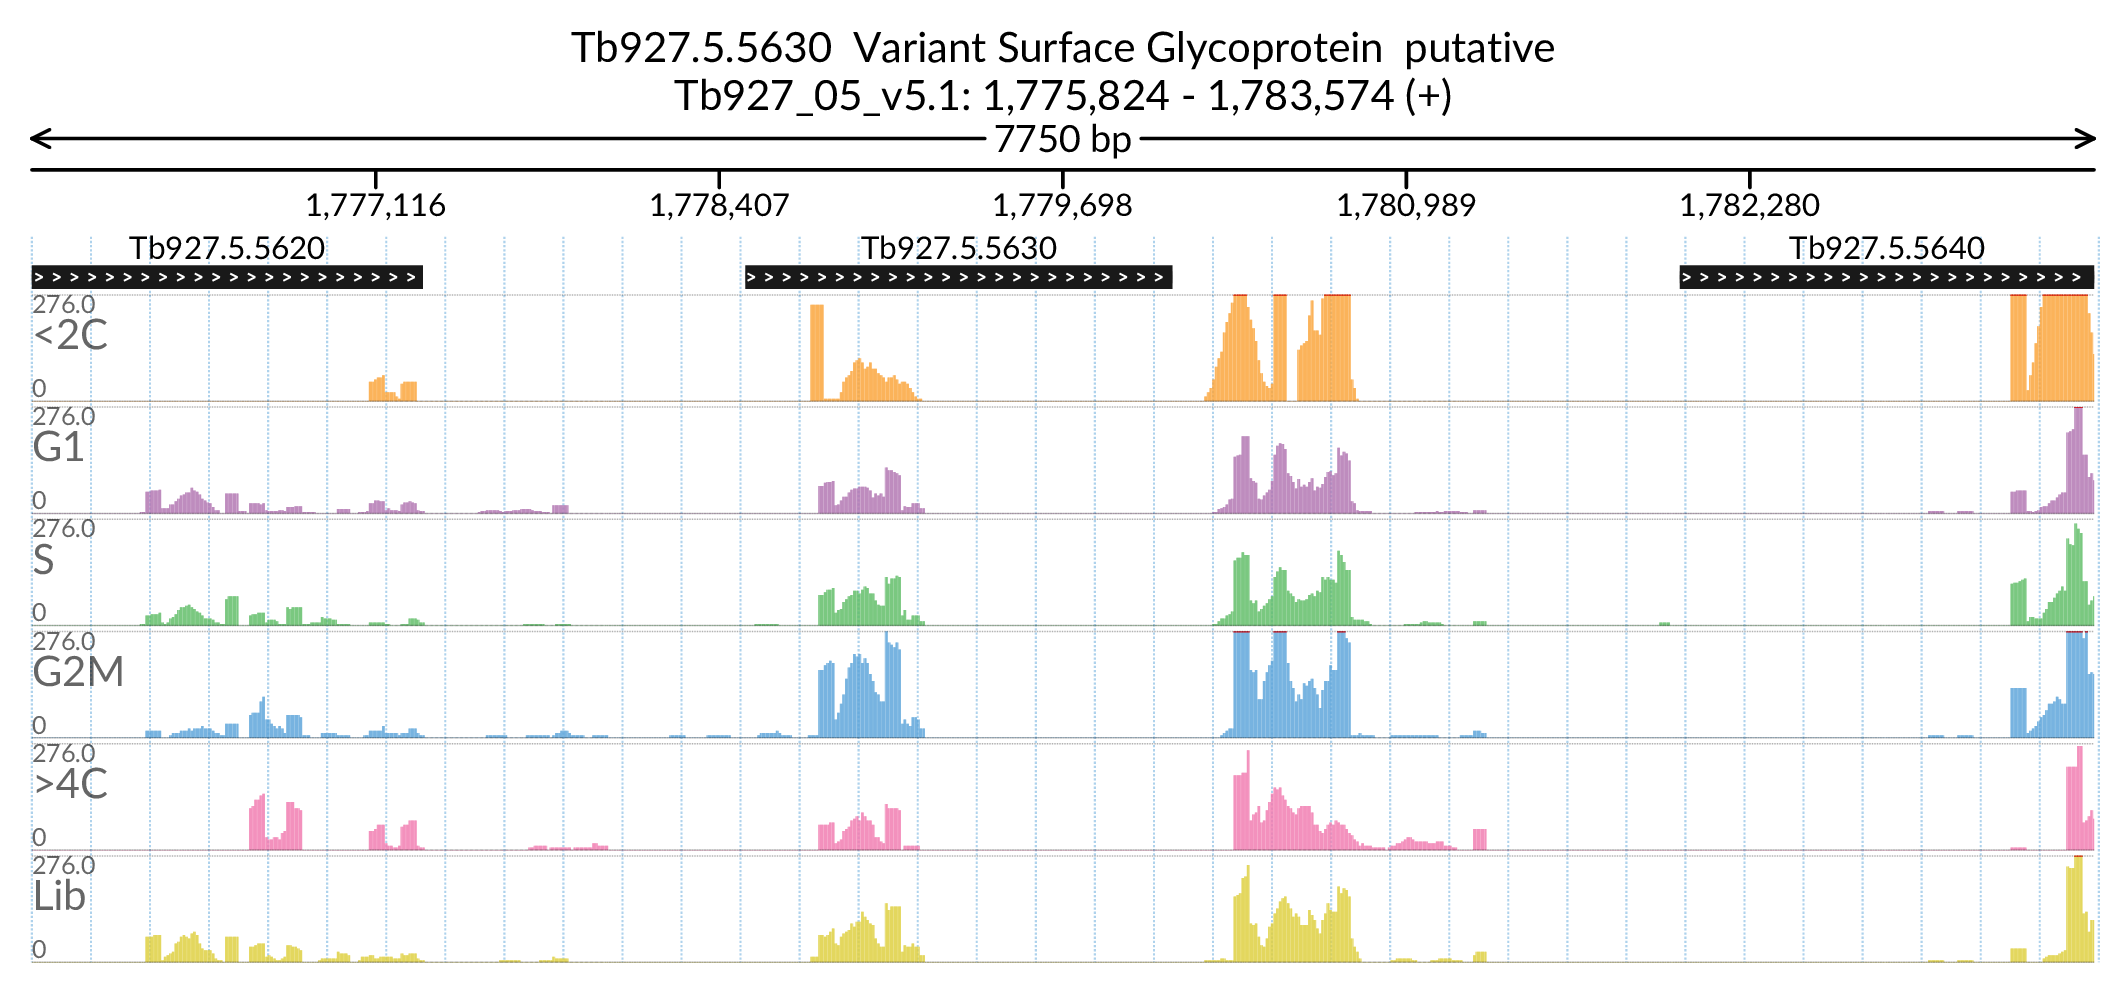 Tb927.5.5630 Variant Surface Glycoprotein putative
Tb927_05_v5.1: 1,775,824 - 1,783,574 (+)
7750 bp
1,777,116 1,778,407 1,779,698 1,780,989 1,782,280
Tb927.5.5620 Tb927.5.5630 Tb927.5.5640
276.0
<2C
0
276.0
G1
0
276.0
S
0
276.0
G2M
0
276.0
>4C
0
276.0
Lib
0